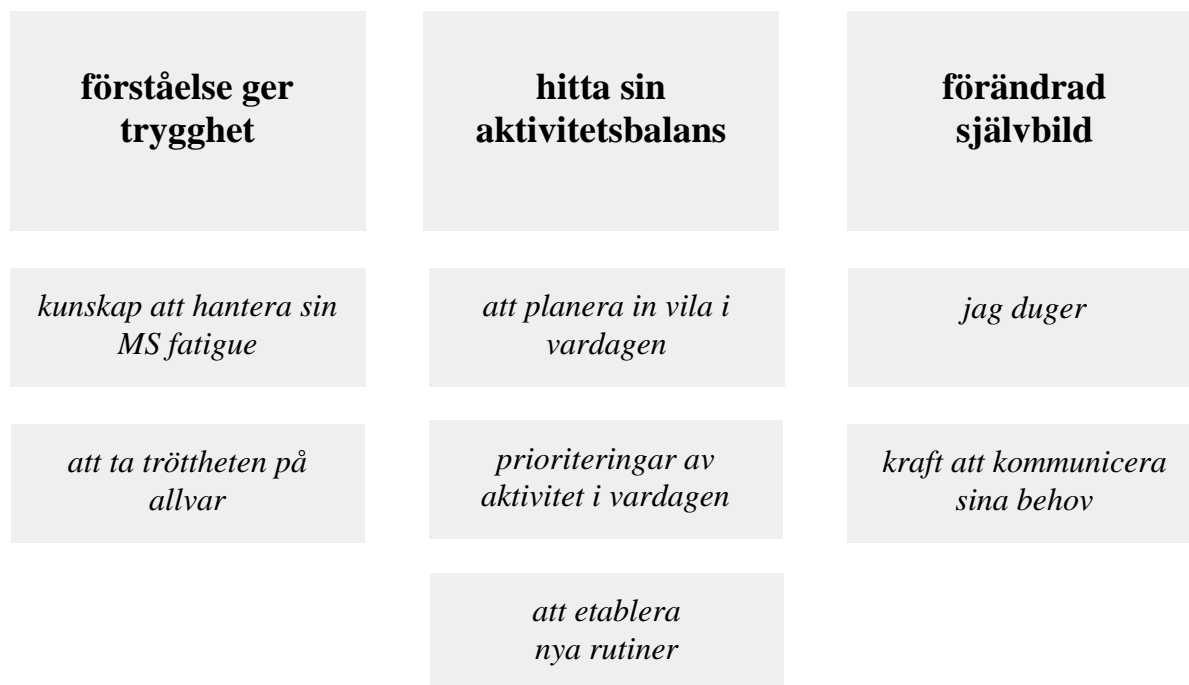 förståelse ger
trygghet
hitta sin
aktivitetsbalans
förändrad
självbild
kunskap att hantera sin
MS fatigue
att planera in vila i
vardagen
jag duger
att ta tröttheten på
allvar
prioriteringar av
aktivitet i vardagen
kraft att kommunicera
sina behov
att etablera
nya rutiner